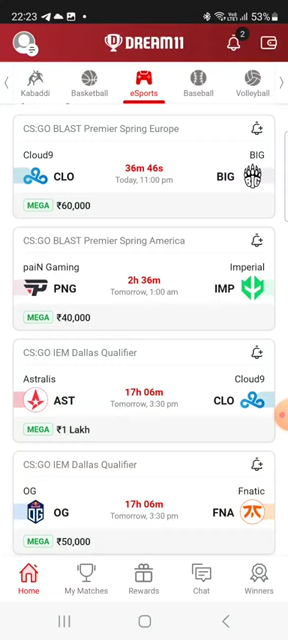 22:23
53%
DREAM11
2
Kabaddi Basketball eSports Baseball Volleyball
CS:GO BLAST Premier Spring Europe
Cloud9 BIG
CLO 36m 46s BIG
Today, 11:00 pm
MEGA ₹60,000
CS:GO BLAST Premier Spring America
paiN Gaming Imperial
PNG 2h 36m IMP
Tomorrow, 1:00 am
MEGA ₹40,000
CS:GO IEM Dallas Qualifier
Astralis Cloud9
AST 17h 06m CLO
Tomorrow, 3:30 pm
MEGA ₹1 Lakh
CS:GO IEM Dallas Qualifier
OG Fnatic
OG 17h 06m FNA
Tomorrow, 3:30 pm
MEGA ₹50,000
Home My Matches Rewards Chat Winners